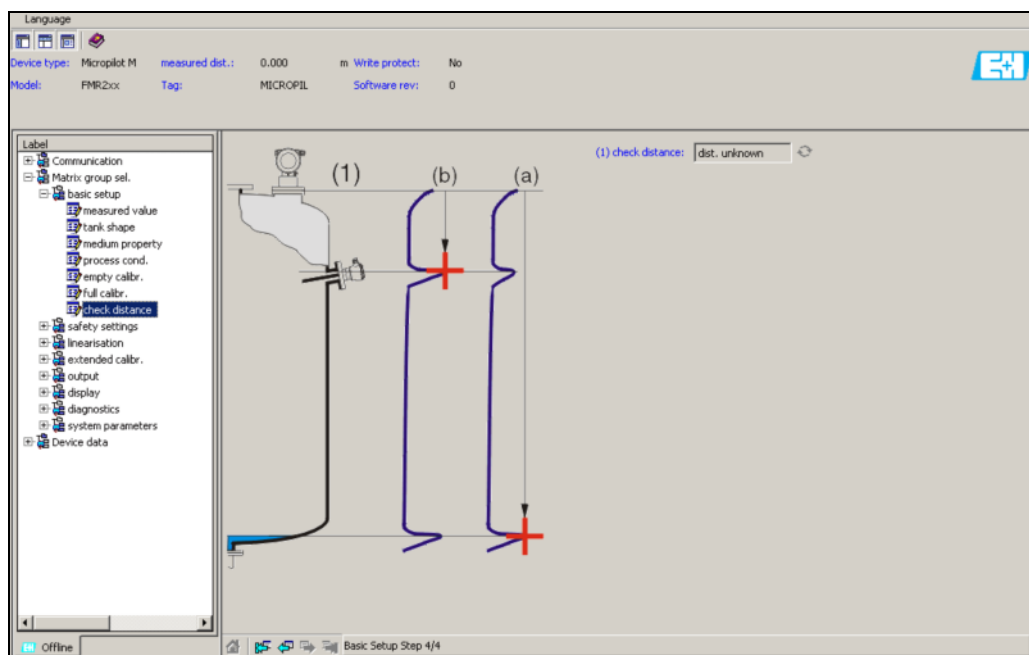 Language
Device type: Micropilot M measured dist.: 0.000 m Write protect: No
E+H
Model: FMR2xx Tag: MICROPIL Software rev: 0
Label
Communication
Matrix group sel.
basic setup
measured value
tank shape
medium property
process cond.
empty calibr.
full calibr.
check distance
safety settings
linearisation
extended calibr.
output
display
diagnostics
system parameters
Device data
(1) (b) (a)
(1) check distance: dist. unknown
Offline
Basic Setup Step 4/4